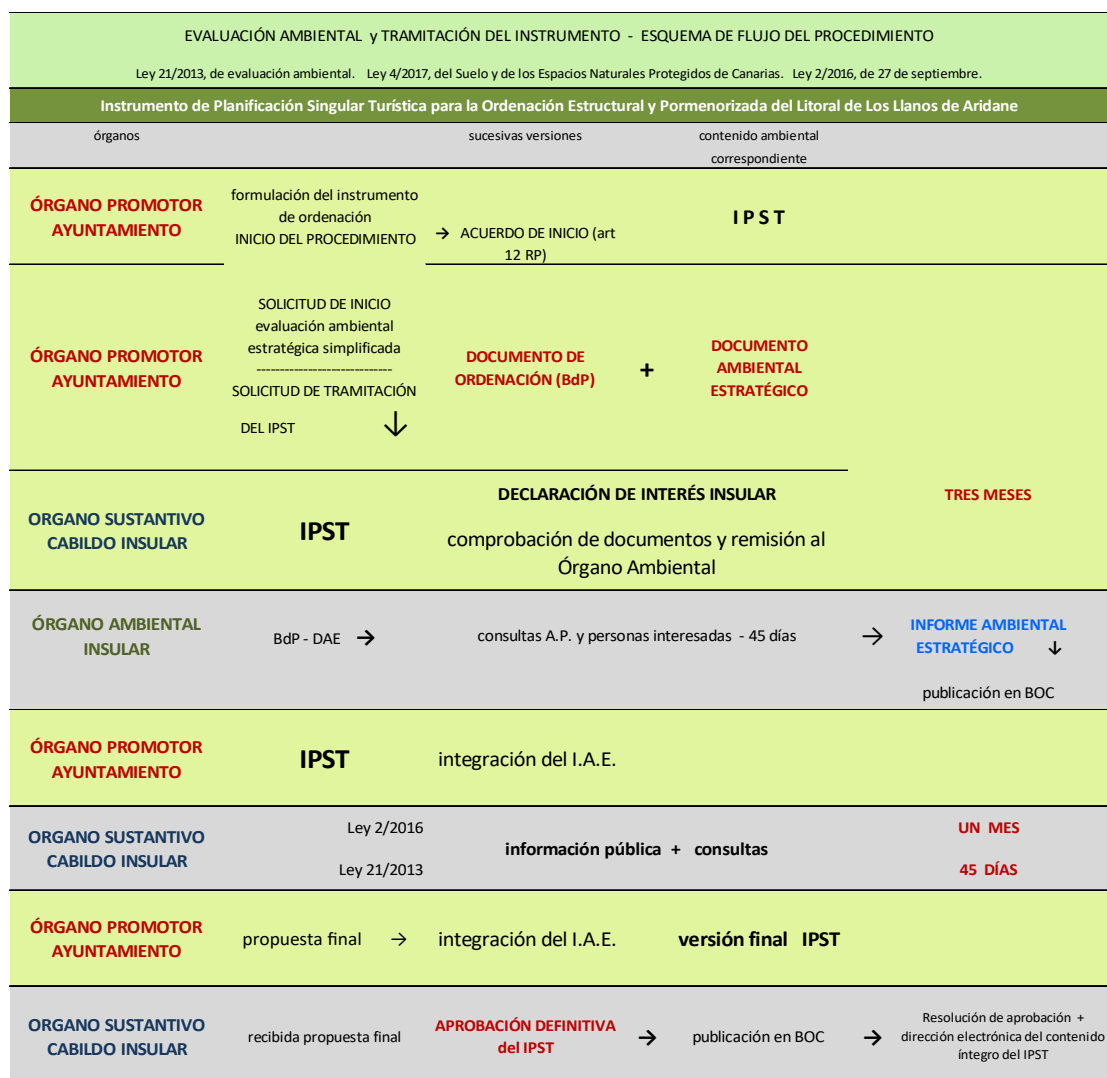 EVALUACIÓN AMBIENTAL y TRAMITACIÓN DEL INSTRUMENTO - ESQUEMA DE FLUJO DEL PROCEDIMIENTO
Ley 21/2013, de evaluación ambiental. Ley 4/2017, del Suelo y de los Espacios Naturales Protegidos de Canarias. Ley 2/2016, de 27 de septiembre.
Instrumento de Planificación Singular Turística para la Ordenación Estructural y Pormenorizada del Litoral de Los Llanos de Aridane
órganos
sucesivas versiones
contenido ambiental
correspondiente
ÓRGANO PROMOTOR
AYUNTAMIENTO
formulación del instrumento
de ordenación
INICIO DEL PROCEDIMIENTO
→ ACUERDO DE INICIO (art
12 RP)
I P S T
ÓRGANO PROMOTOR
AYUNTAMIENTO
SOLICITUD DE INICIO
evaluación ambiental
estratégica simplificada
------------------------------
SOLICITUD DE TRAMITACIÓN
DEL IPST ↓
DOCUMENTO DE
ORDENACIÓN (BdP)
+
DOCUMENTO
AMBIENTAL
ESTRATÉGICO
ORGANO SUSTANTIVO
CABILDO INSULAR
IPST
DECLARACIÓN DE INTERÉS INSULAR
comprobación de documentos y remisión al
Órgano Ambiental
TRES MESES
ÓRGANO AMBIENTAL
INSULAR
BdP - DAE →
consultas A.P. y personas interesadas - 45 días
→
INFORME AMBIENTAL
ESTRATÉGICO ↓
publicación en BOC
ÓRGANO PROMOTOR
AYUNTAMIENTO
IPST
integración del I.A.E.
ORGANO SUSTANTIVO
CABILDO INSULAR
Ley 2/2016
Ley 21/2013
información pública + consultas
UN MES
45 DÍAS
ÓRGANO PROMOTOR
AYUNTAMIENTO
propuesta final →
integración del I.A.E.
versión final IPST
ORGANO SUSTANTIVO
CABILDO INSULAR
recibida propuesta final
APROBACIÓN DEFINITIVA
del IPST
→
publicación en BOC
→
Resolución de aprobación +
dirección electrónica del contenido
íntegro del IPST